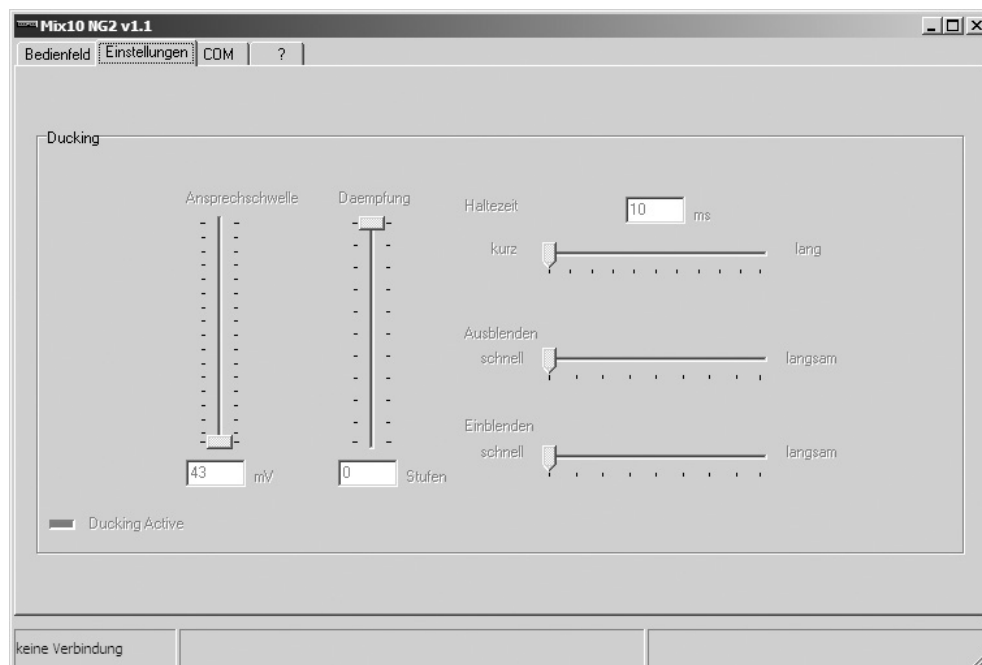 Mix10 NG2 v1.1
Bedienfeld Einstellungen COM ?
Ducking
Ansprechschwelle Daempfung
Haltezeit 10 ms
kurz lang
Ausblenden
schnell langsam
Einblenden
schnell langsam
43 mV 0 Stufen
Ducking Active
keine Verbindung